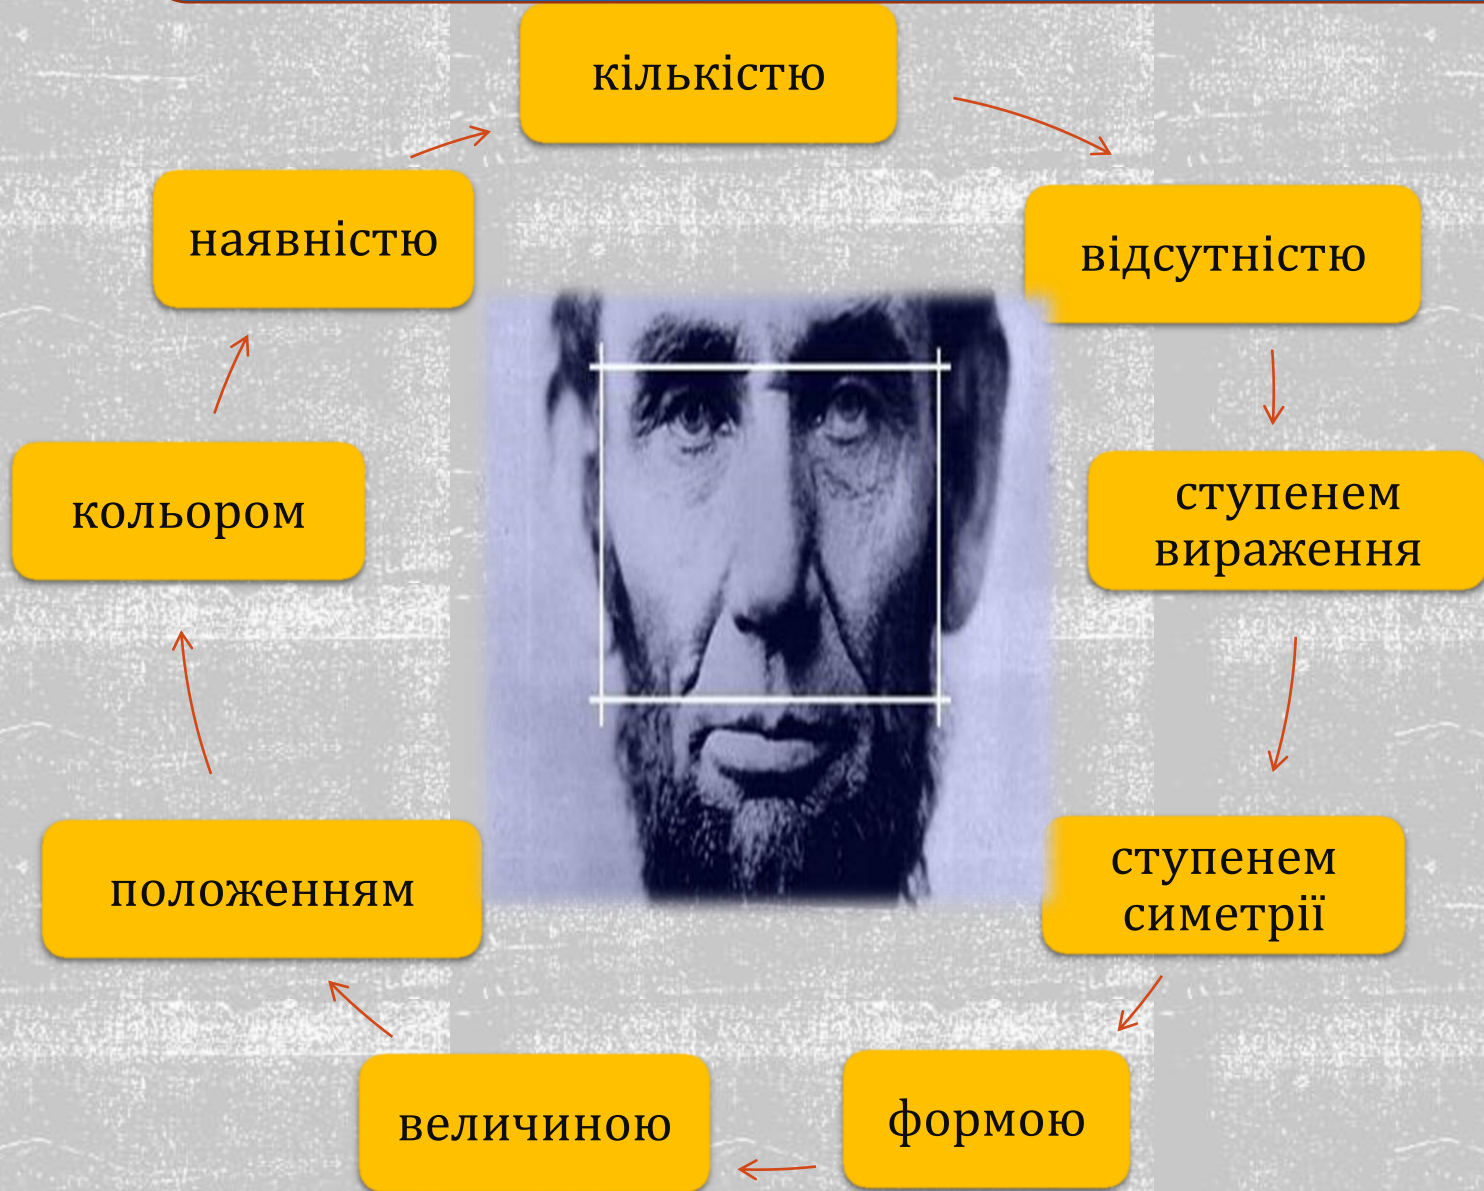 кількістю
відсутністю
ступенем
вираження
ступенем
симетрії
формою
величиною
положенням
кольором
наявністю